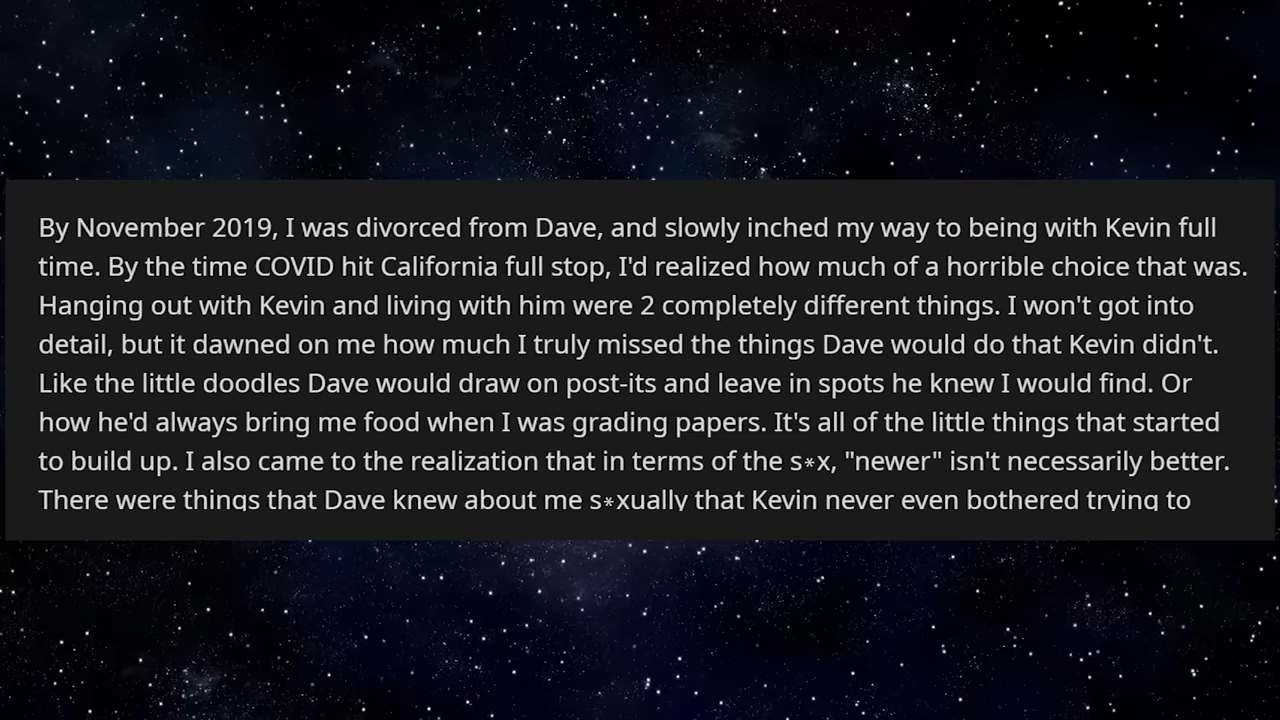 By November 2019, I was divorced from Dave, and slowly inched my way to being with Kevin full
time. By the time COVID hit California full stop, I'd realized how much of a horrible choice that was.
Hanging out with Kevin and living with him were 2 completely different things. I won't got into
detail, but it dawned on me how much I truly missed the things Dave would do that Kevin didn't.
Like the little doodles Dave would draw on post-its and leave in spots he knew I would find. Or
how he'd always bring me food when I was grading papers. It's all of the little things that started
to build up. I also came to the realization that in terms of the s*x, "newer" isn't necessarily better.
There were things that Dave knew about me s*xually that Kevin never even bothered trying to